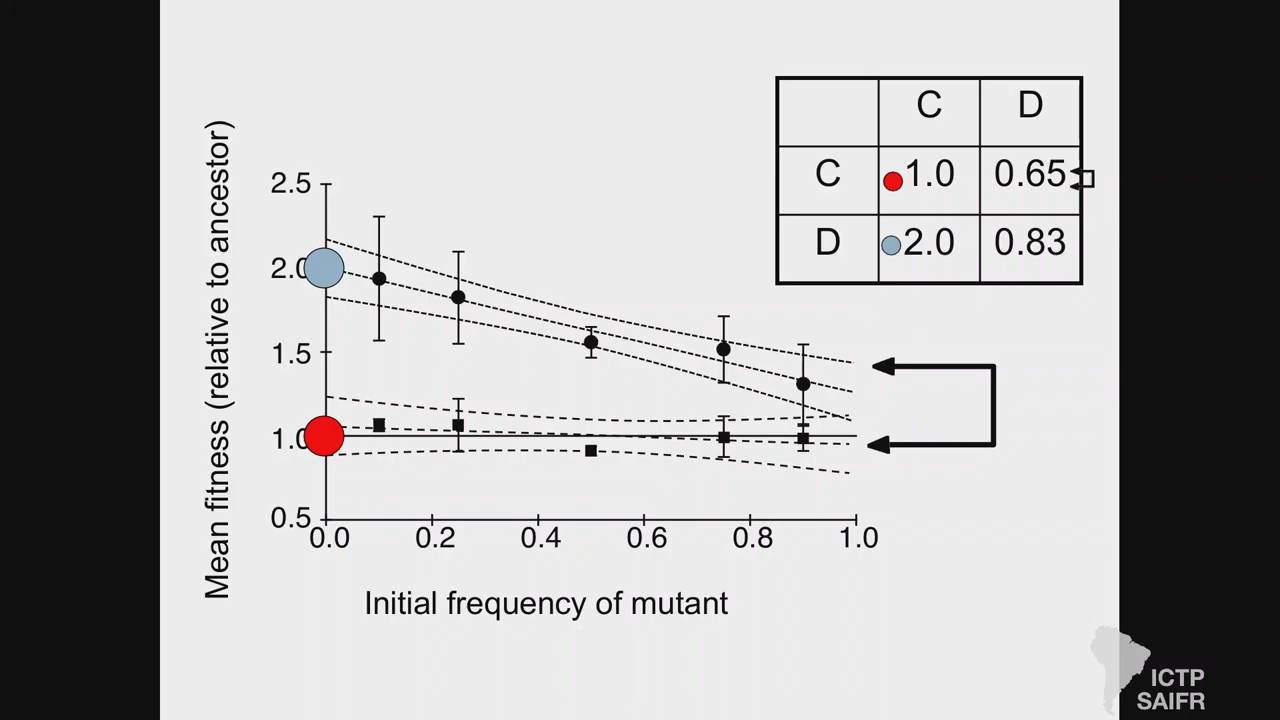 C D
C 1.0 0.65
D 2.0 0.83
Mean fitness (relative to ancestor)
2.5
2.0
1.5
1.0
0.5
0.0 0.2 0.4 0.6 0.8 1.0
Initial frequency of mutant
ICTP
SAIFR